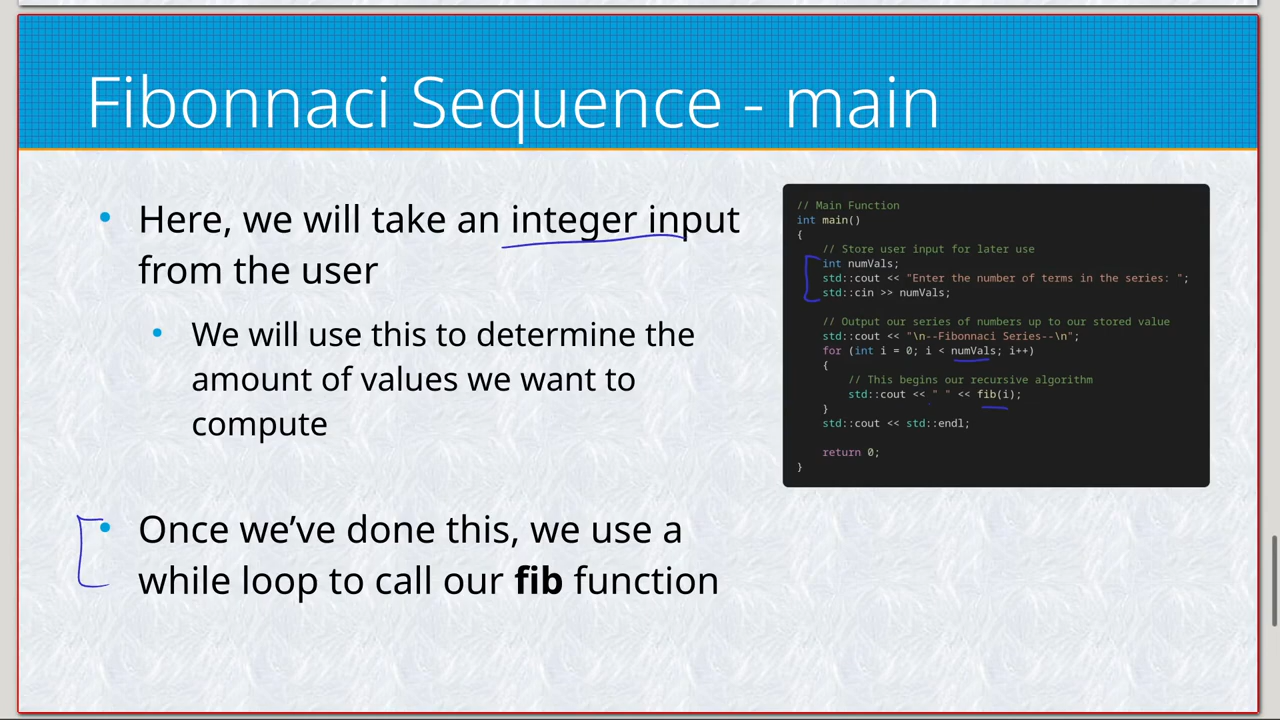 Fibonnaci Sequence - main
Here, we will take an integer input
from the user
We will use this to determine the
amount of values we want to
compute
Once we’ve done this, we use a
while loop to call our fib function
// Main Function
int main()
{
    // Store user input for later use
    int numVals;
    std::cout << "Enter the number of terms in the series: ";
    std::cin >> numVals;
    // Output our series of numbers up to our stored value
    std::cout << "\n--Fibonnaci Series--\n";
    for (int i = 0; i < numVals; i++)
    {
        // This begins our recursive algorithm
        std::cout << " " << fib(i);
    }
    std::cout << std::endl;
    return 0;
}